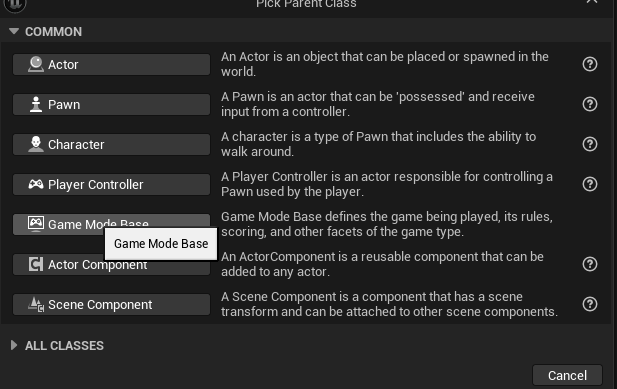 Pick Parent Class
COMMON
Actor
An Actor is an object that can be placed or spawned in the
world.
Pawn
A Pawn is an actor that can be 'possessed' and receive
input from a controller.
Character
A character is a type of Pawn that includes the ability to
walk around.
Player Controller
A Player Controller is an actor responsible for controlling a
Pawn used by the player.
Game Mode Base
Game Mode Base defines the game being played, its rules,
scoring, and other facets of the game type.
Game Mode Base
Actor Component
An ActorComponent is a reusable component that can be
added to any actor.
Scene Component
A Scene Component is a component that has a scene
transform and can be attached to other scene components.
ALL CLASSES
Cancel